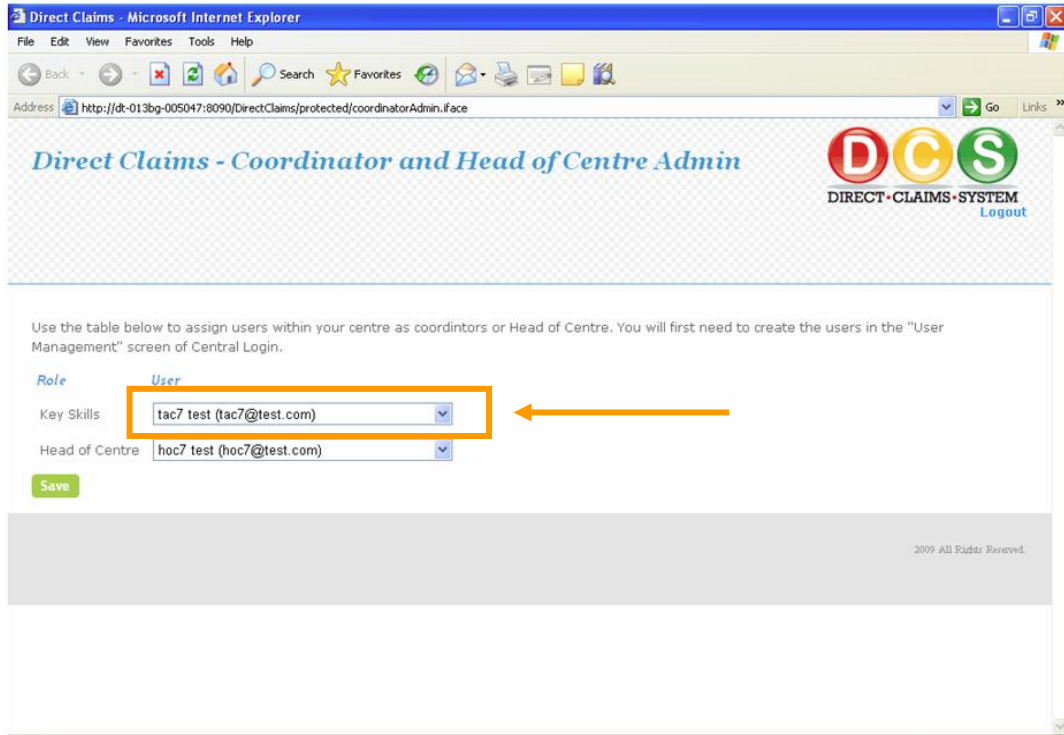 Direct Claims - Microsoft Internet Explorer
File Edit View Favorites Tools Help
Back Search Favorites
Address http://dt-013bg-005047:8090/DirectClaims/protected/coordinatorAdmin.iface Go Links »
Direct Claims - Coordinator and Head of Centre Admin
DCS
DIRECT•CLAIMS•SYSTEM
Logout
Use the table below to assign users within your centre as coordintors or Head of Centre. You will first need to create the users in the "User
Management" screen of Central Login.
Role User
Key Skills tac7 test (tac7@test.com)
Head of Centre hoc7 test (hoc7@test.com)
Save
2009 All Rights Reserved.